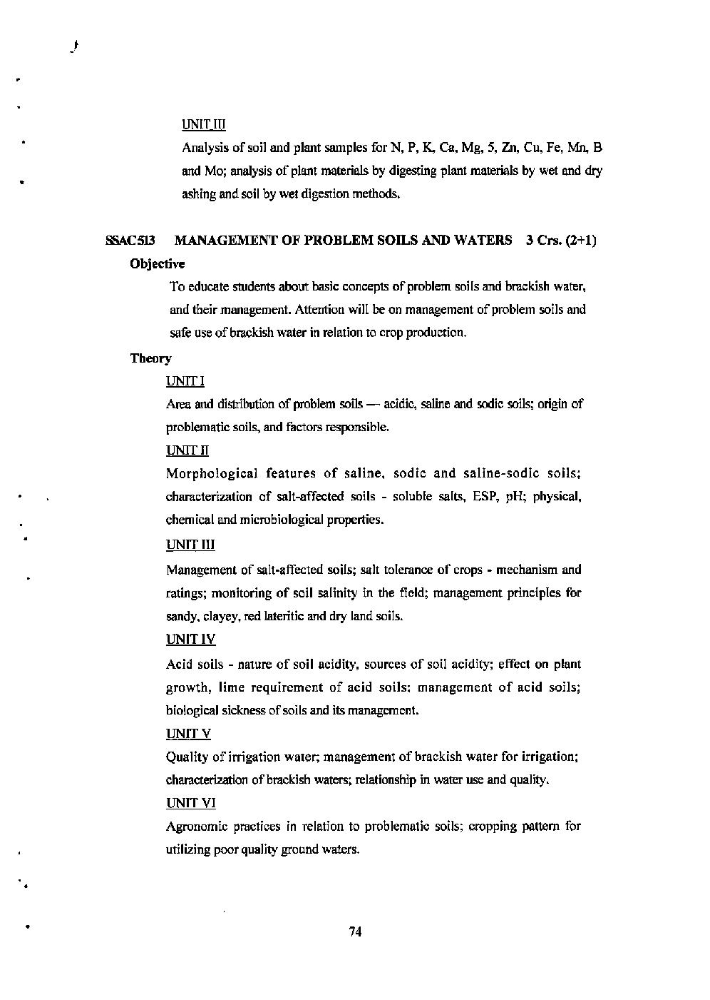 UNIT III
Analysis of soil and plant samples for N, P, K, Ca, Mg, 5, Zn, Cu, Fe, Mn, B
and Mo; analysis of plant materials by digesting plant materials by wet and dry
ashing and soil by wet digestion methods.
SSAC513 MANAGEMENT OF PROBLEM SOILS AND WATERS 3 Crs. (2+1)
Objective
To educate students about basic concepts of problem soils and brackish water,
and their management. Attention will be on management of problem soils and
safe use of brackish water in relation to crop production.
Theory
UNIT I
Area and distribution of problem soils — acidic, saline and sodic soils; origin of
problematic soils, and factors responsible.
UNIT II
Morphological features of saline, sodic and saline-sodic soils;
characterization of salt-affected soils - soluble salts, ESP, pH; physical,
chemical and microbiological properties.
UNIT III
Management of salt-affected soils; salt tolerance of crops - mechanism and
ratings; monitoring of soil salinity in the field; management principles for
sandy, clayey, red lateritic and dry land soils.
UNIT IV
Acid soils - nature of soil acidity, sources of soil acidity; effect on plant
growth, lime requirement of acid soils; management of acid soils;
biological sickness of soils and its management.
UNIT V
Quality of irrigation water; management of brackish water for irrigation;
characterization of brackish waters; relationship in water use and quality.
UNIT VI
Agronomic practices in relation to problematic soils; cropping pattern for
utilizing poor quality ground waters.
74